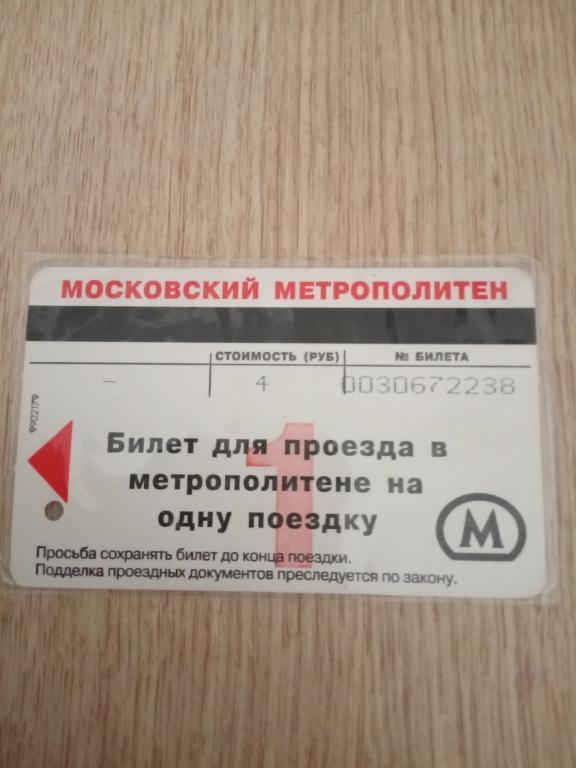 МОСКОВСКИЙ МЕТРОПОЛИТЕН
СТОИМОСТЬ (РУБ) № БИЛЕТА
– 4 0030672238
9902179
1
Билет для проезда в
метрополитене на
одну поездку
М
Просьба сохранять билет до конца поездки.
Подделка проездных документов преследуется по закону.